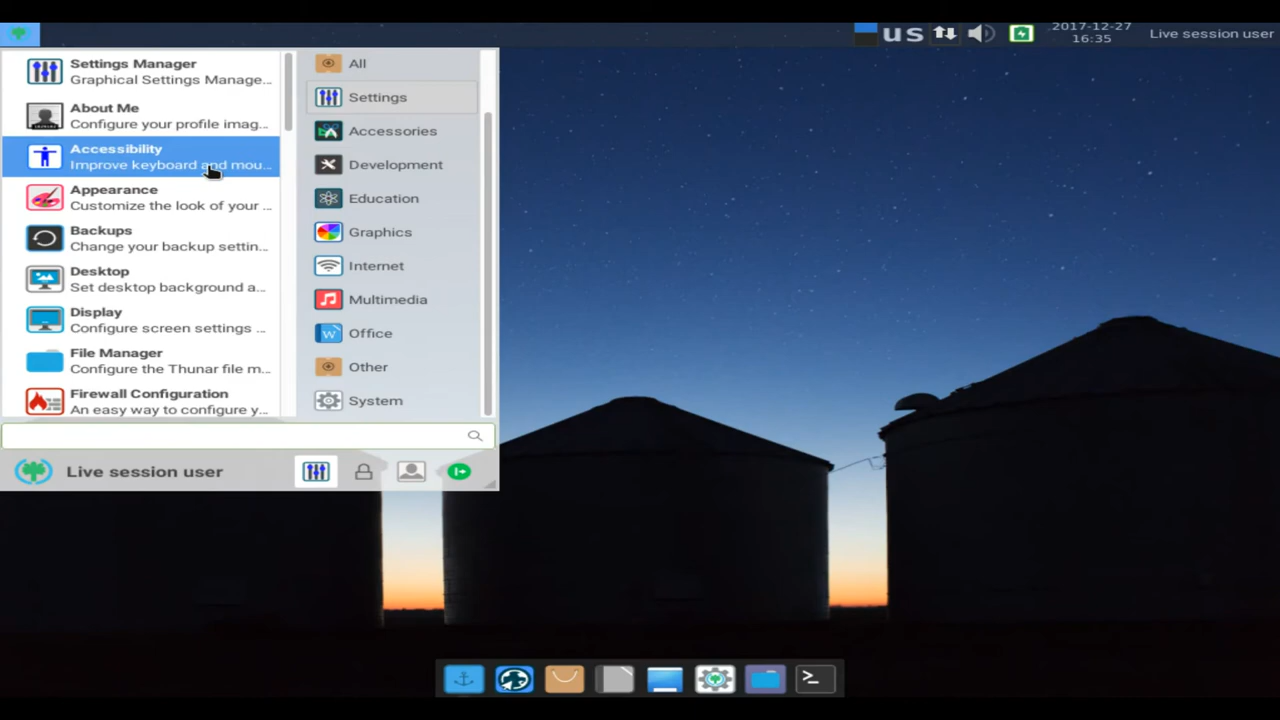 us
2017-12-27
16:35
Live session user
Settings Manager
Graphical Settings Manage...
About Me
Configure your profile imag...
Accessibility
Improve keyboard and mou...
Appearance
Customize the look of your ...
Backups
Change your backup settin...
Desktop
Set desktop background a...
Display
Configure screen settings ...
File Manager
Configure the Thunar file m...
Firewall Configuration
An easy way to configure y...
All
Settings
Accessories
Development
Education
Graphics
Internet
Multimedia
Office
Other
System
Live session user